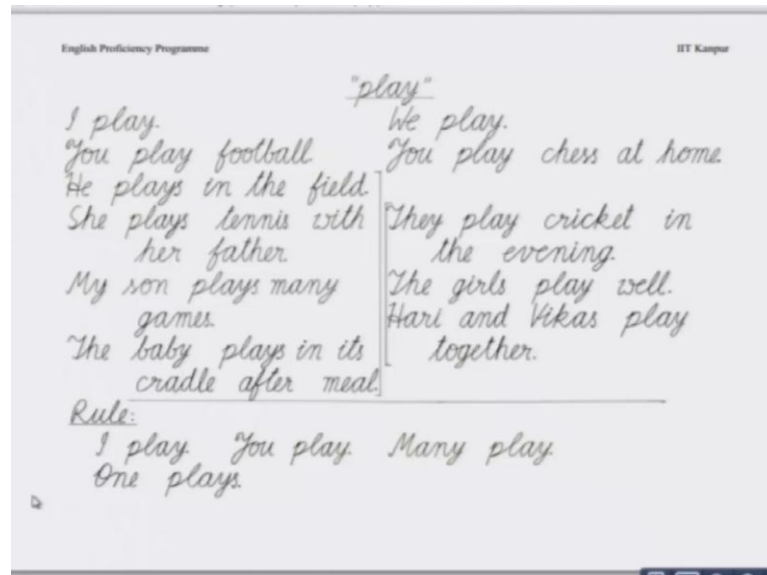 English Proficiency Programme
IIT Kanpur
"play"
I play.
You play football.
He plays in the field.
She plays tennis with
her father.
My son plays many
games.
The baby plays in its
cradle after meal.
We play.
You play chess at home.
They play cricket in
the evening.
The girls play well.
Hari and Vikas play
together.
Rule:
I play. You play. Many play.
One plays.